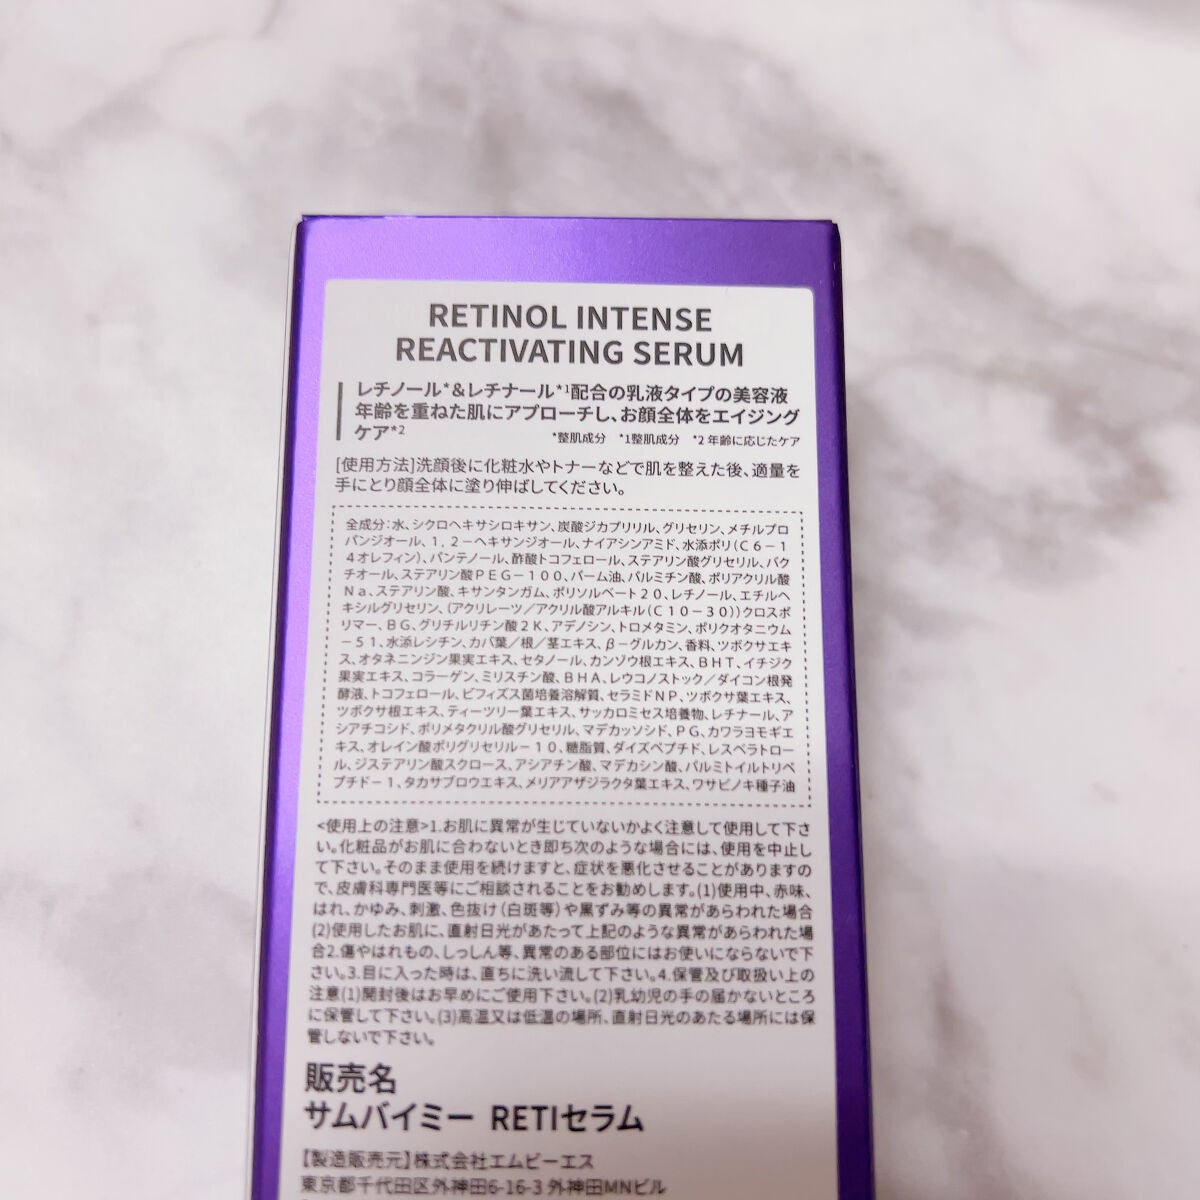 RETINOL INTENSE
REACTIVATING SERUM
レチノール*&レチナール*1配合の乳液タイプの美容液
年齢を重ねた肌にアプローチし、お顔全体をエイジング
ケア*2
*整肌成分 *1整肌成分 *2 年齢に応じたケア
[使用方法]洗顔後に化粧水やトナーなどで肌を整えた後、適量を
手にとり顔全体に塗り伸ばしてください。
全成分:水、シクロヘキサシロキサン、炭酸ジカプリリル、グリセリン、メチルプロ
パンジオール、1,2-ヘキサンジオール、ナイアシンアミド、水添ポリ(C6-1
4オレフィン)、パンテノール、酢酸トコフェロール、ステアリン酸グリセリル、バク
チオール、ステアリン酸PEG-100、パーム油、パルミチン酸、ポリアクリル酸
Na、ステアリン酸、キサンタンガム、ポリソルベート20、レチノール、エチルヘ
キシルグリセリン、(アクリレーツ/アクリル酸アルキル(C10-30))クロスポ
リマー、BG、グリチルリチン酸2K、アデノシン、トロメタミン、ポリクオタニウム
-51、水添レシチン、カバ葉/根/茎エキス、β-グルカン、香料、ツボクサエキ
ス、オタネニンジン果実エキス、セタノール、カンゾウ根エキス、BHT、イチジク
果実エキス、コラーゲン、ミリスチン酸、BHA、レウコノストック/ダイコン根発
酵液、トコフェロール、ビフィズス菌培養溶解質、セラミドNP、ツボクサ葉エキス、
ツボクサ根エキス、ティーツリー葉エキス、サッカロミセス培養物、レチナール、ア
シアチコシド、ポリメタクリル酸グリセリル、マデカッソシド、PG、カワラヨモギエ
キス、オレイン酸ポリグリセリル-10、糖脂質、ダイズペプチド、レスベラトロー
ル、ジステアリン酸スクロース、アシアチン酸、マデカシン酸、パルミトイルトリペ
プチド-1、タカサブロウエキス、メリアアザジラクタ葉エキス、ワサビノキ種子油
<使用上の注意>1.お肌に異常が生じていないかよく注意して使用して下さ
い。化粧品がお肌に合わないとき即ち次のような場合には、使用を中止し
て下さい。そのまま使用を続けますと、症状を悪化させることがありますの
で、皮膚科専門医等にご相談されることをお勧めします。(1)使用中、赤味、
はれ、かゆみ、刺激、色抜け(白斑等)や黒ずみ等の異常があらわれた場合
(2)使用したお肌に、直射日光があたって上記のような異常があらわれた場
合2.傷やはれもの、しっしん等、異常のある部位にはお使いにならないで下
さい。3.目に入った時は、直ちに洗い流して下さい。4.保管及び取扱い上の
注意(1)開封後はお早めにご使用下さい。(2)乳幼児の手の届かないところ
に保管して下さい。(3)高温又は低温の場所、直射日光のあたる場所には保
管しないで下さい。
販売名
サムバイミー RETIセラム
【製造販売元】株式会社エムビーエス
東京都千代田区外神田6-16-3 外神田MNビル